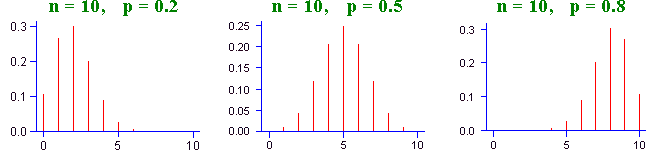 n = 10, p = 0.2
0.3
0.2
0.1
0.0
0 5 10
n = 10, p = 0.5
0.25
0.20
0.15
0.10
0.05
0.00
0 5 10
n = 10, p = 0.8
0.3
0.2
0.1
0.0
0 5 10